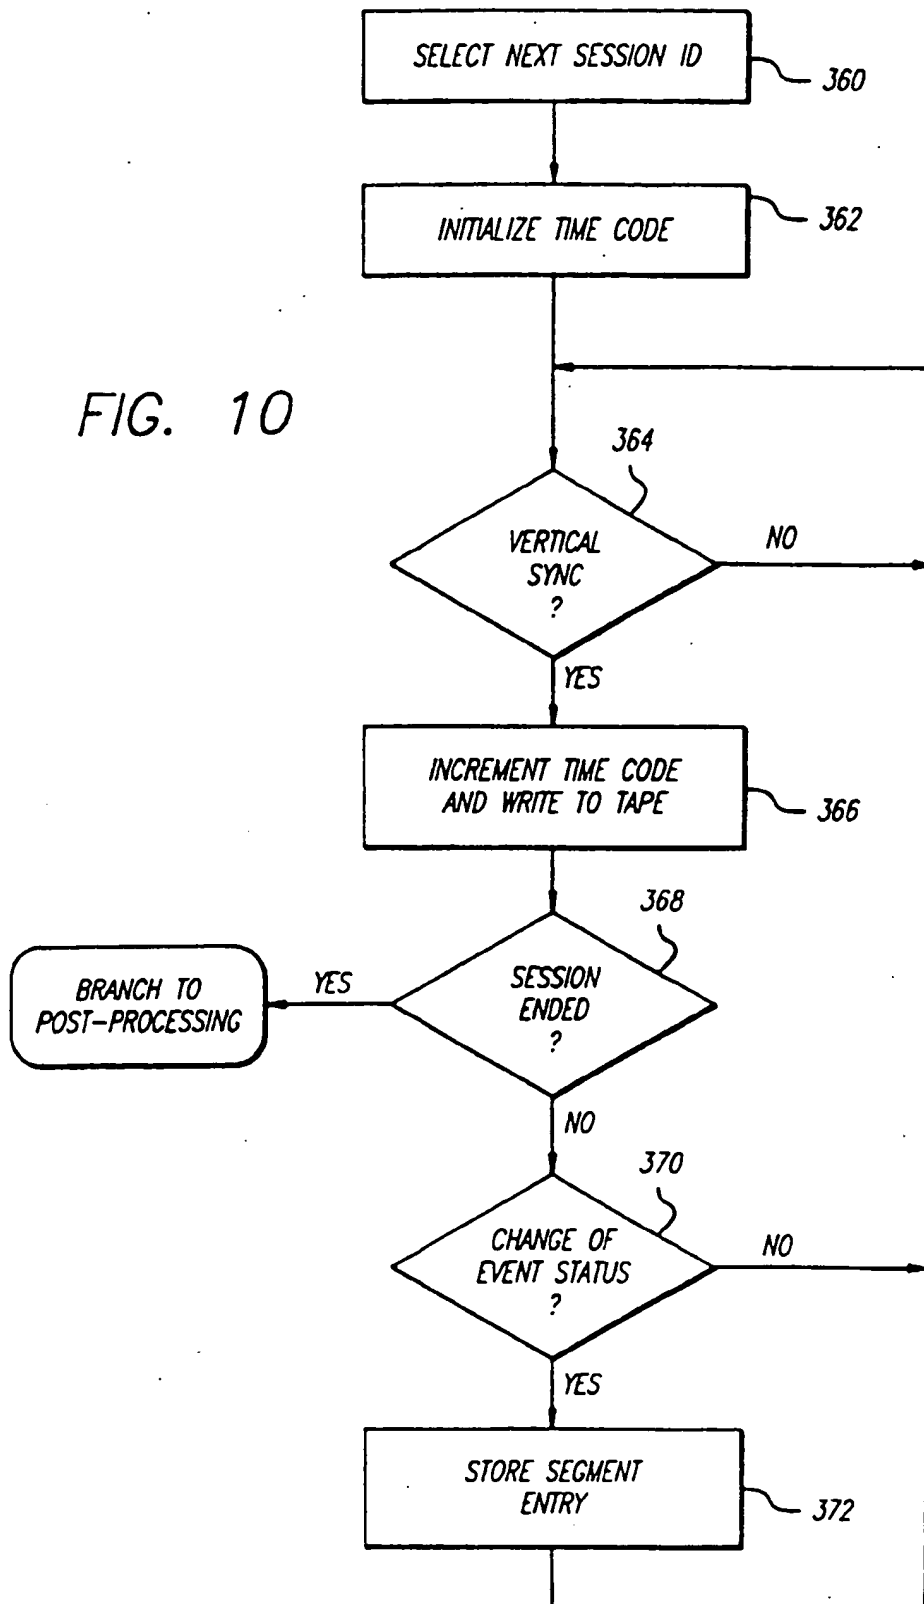 SELECT NEXT SESSION ID
360
INITIALIZE TIME CODE
362
FIG. 10
364
VERTICAL
SYNC
?
NO
YES
INCREMENT TIME CODE
AND WRITE TO TAPE
366
368
SESSION
ENDED
?
YES
BRANCH TO
POST-PROCESSING
NO
370
CHANGE OF
EVENT STATUS
?
NO
YES
STORE SEGMENT
ENTRY
372